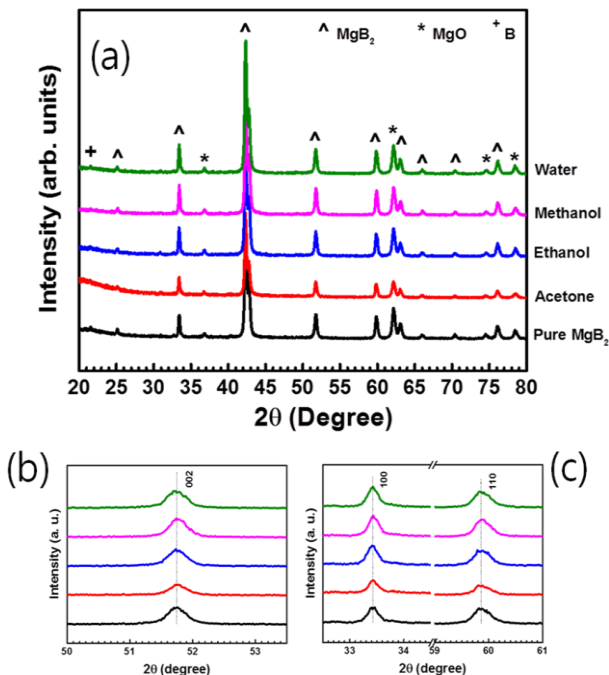 (a)
^ MgB₂ * MgO + B
Intensity (arb. units)
+ ^ ^ * ^ ^ ^ * ^ ^ ^ * ^ *
Water
Methanol
Ethanol
Acetone
Pure MgB₂
20 25 30 35 40 45 50 55 60 65 70 75 80
2θ (Degree)
(b)
002
Intensity (a. u.)
50 51 52 53
2θ (degree)
(c)
100
110
Intensity (a. u.)
33 34 59 60 61
2θ (degree)